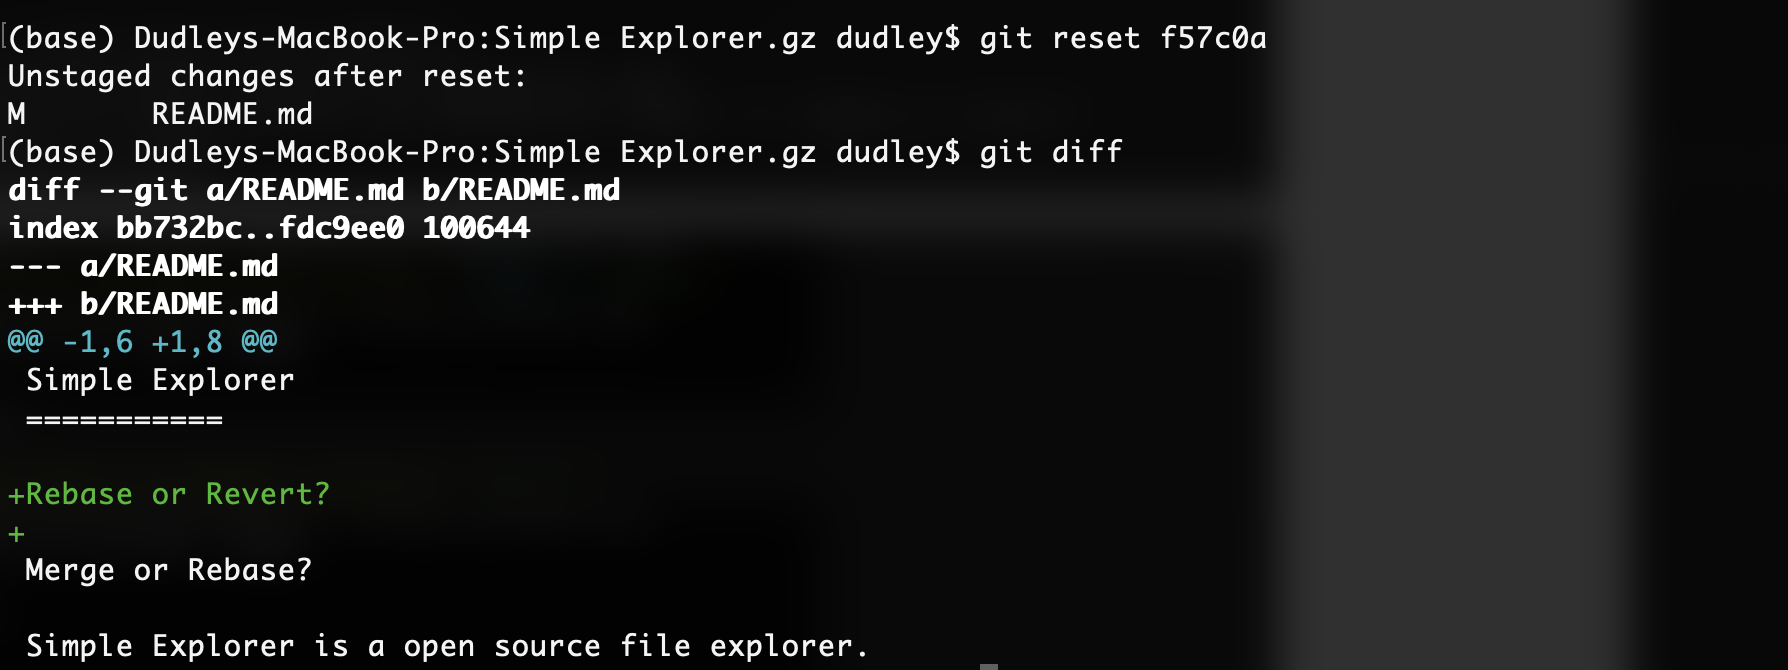 (base) Dudleys-MacBook-Pro:Simple Explorer.gz dudley$ git reset f57c0a
Unstaged changes after reset:
M       README.md
(base) Dudleys-MacBook-Pro:Simple Explorer.gz dudley$ git diff
diff --git a/README.md b/README.md
index bb732bc..fdc9ee0 100644
--- a/README.md
+++ b/README.md
@@ -1,6 +1,8 @@
 Simple Explorer
 ===========
+Rebase or Revert?
+
 Merge or Rebase?
 Simple Explorer is a open source file explorer.